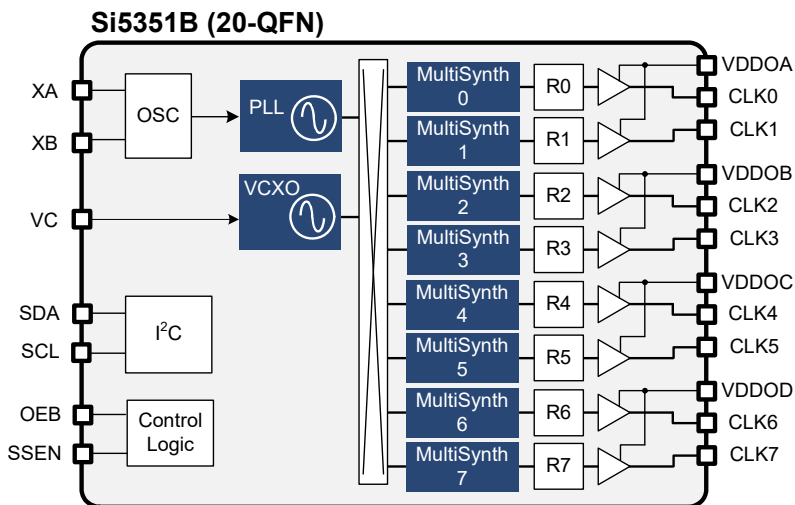 Si5351B (20-QFN)
XA
XB
VC
SDA
SCL
OEB
SSEN
OSC
PLL
VCXO
I²C
Control
Logic
MultiSynth
0
R0
MultiSynth
1
R1
MultiSynth
2
R2
MultiSynth
3
R3
MultiSynth
4
R4
MultiSynth
5
R5
MultiSynth
6
R6
MultiSynth
7
R7
VDDOA
CLK0
CLK1
VDDOB
CLK2
CLK3
VDDOC
CLK4
CLK5
VDDOD
CLK6
CLK7